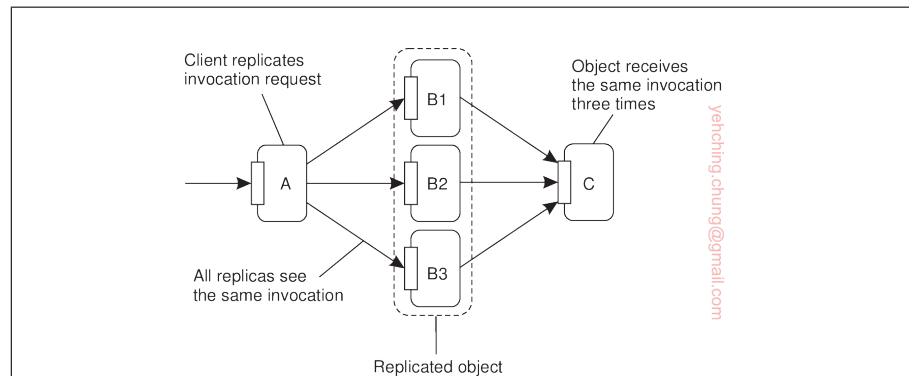 Client replicates
invocation request
Object receives
the same invocation
three times
B1
A
B2
C
B3
All replicas see
the same invocation
Replicated object
yehching.chung@gmail.com